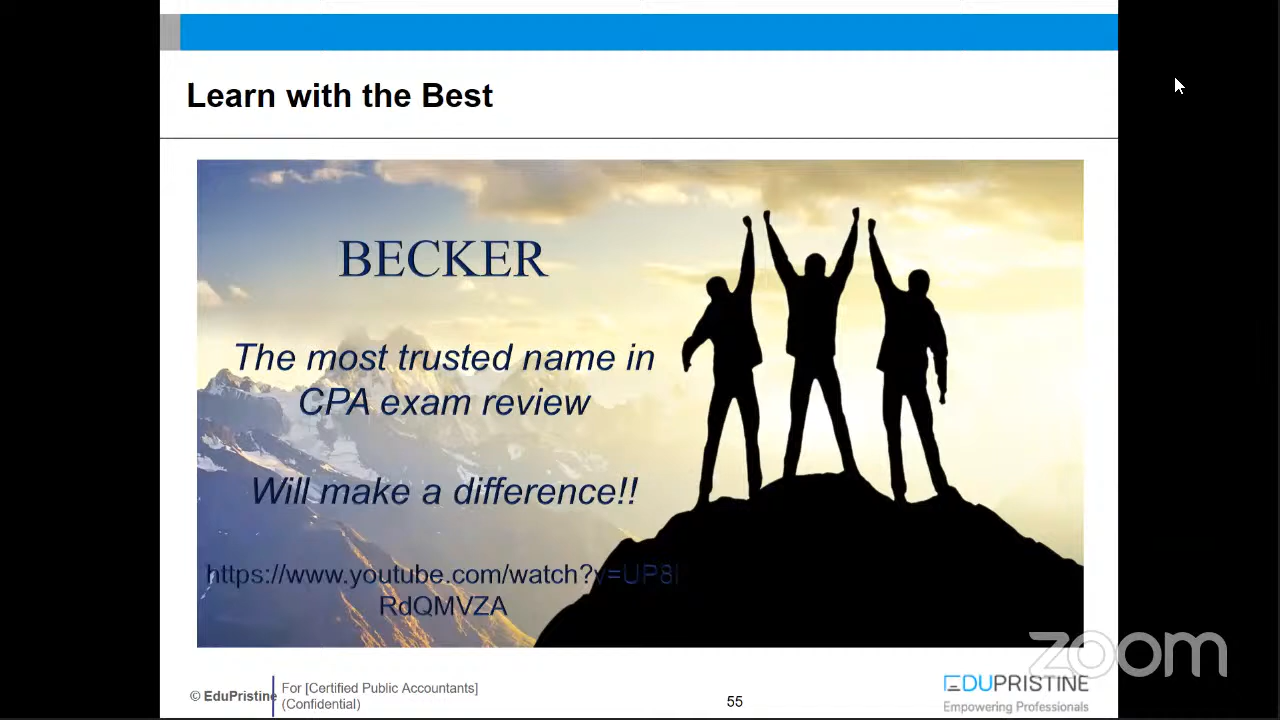 Learn with the Best
BECKER
The most trusted name in
CPA exam review
Will make a difference!!
https://www.youtube.com/watch?v=UP8l
RdQMVZA
© EduPristine
For [Certified Public Accountants]
(Confidential)
55
EDUPRISTINE
Empowering Professionals
zoom